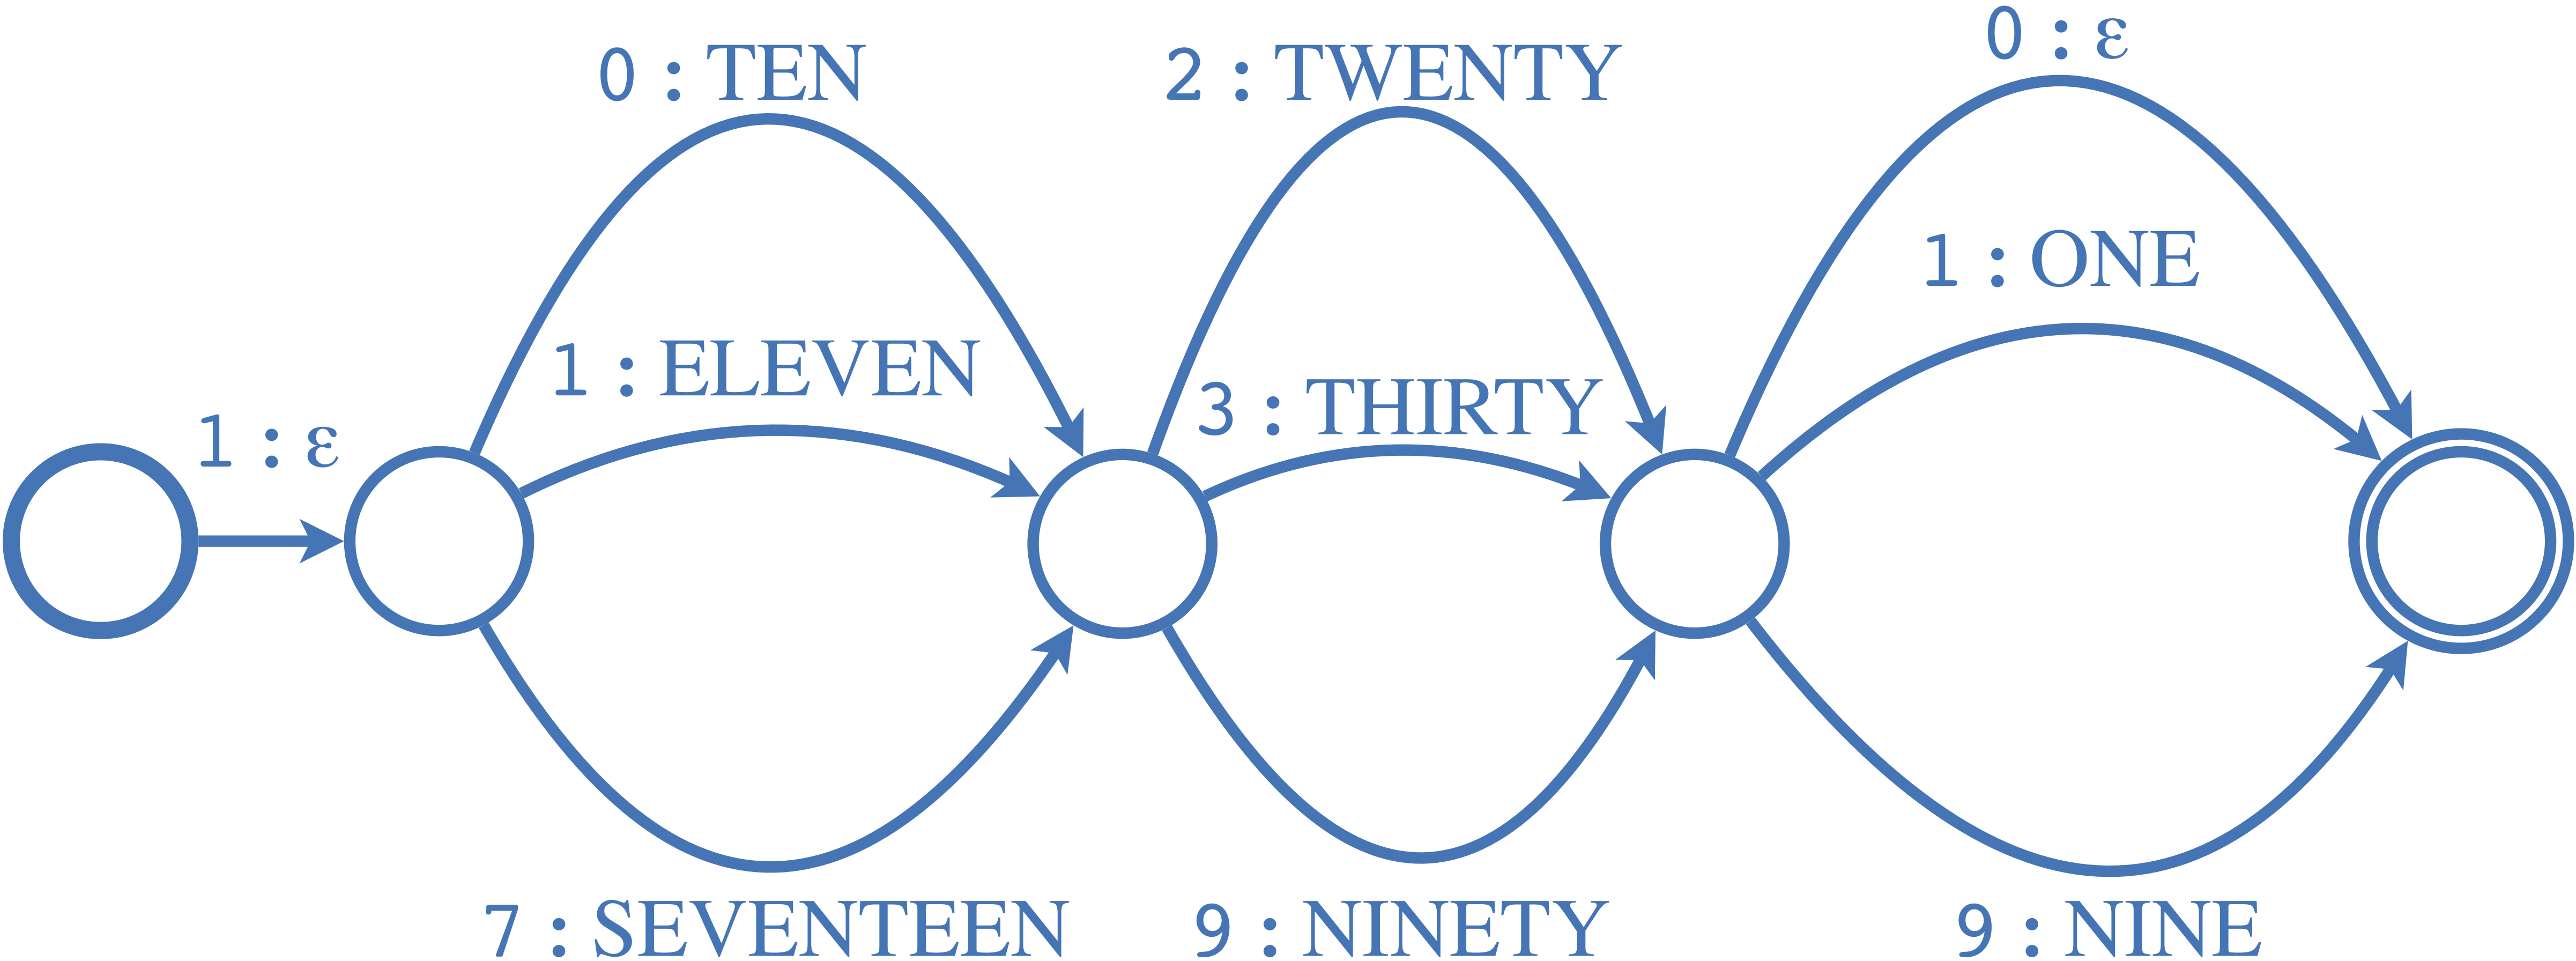 0 : TEN
2 : TWENTY
0 : ε
1 : ONE
1 : ELEVEN
3 : THIRTY
1 : ε
7 : SEVENTEEN
9 : NINETY
9 : NINE